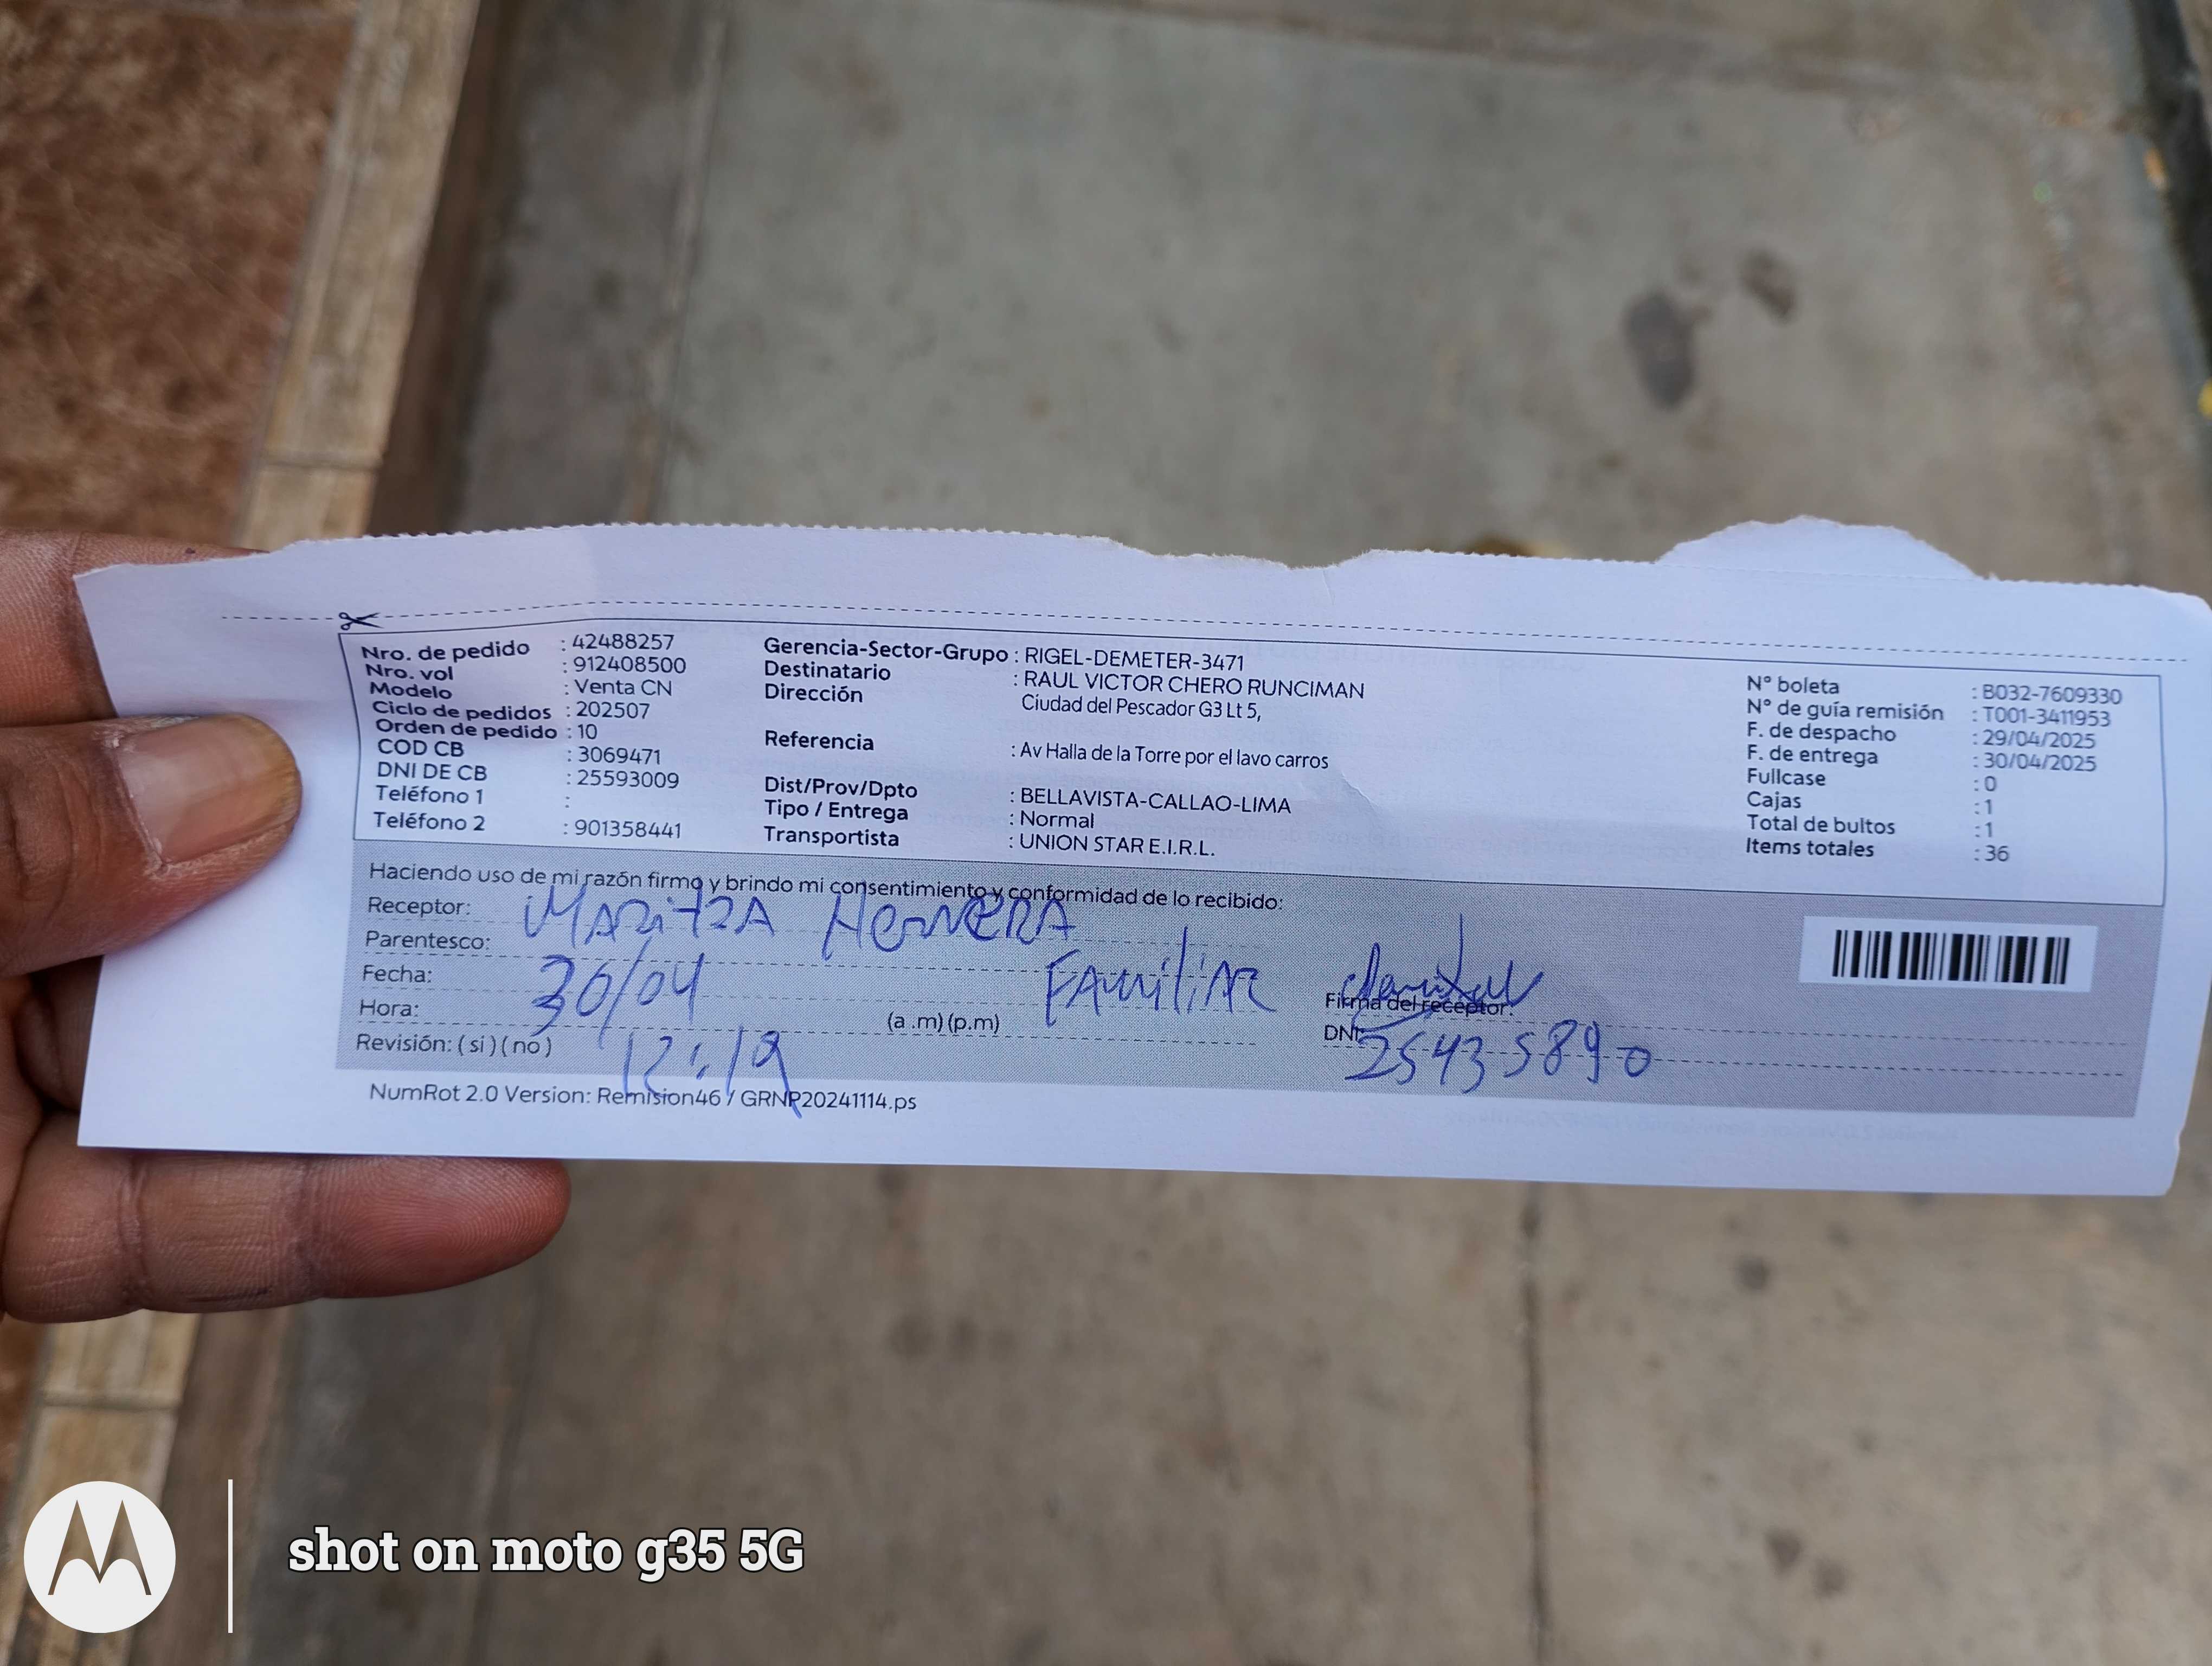 Nro. de pedido : 42488257
Nro. vol : 912408500
Modelo : Venta CN
Ciclo de pedidos : 202507
Orden de pedido : 10
COD CB : 3069471
DNI DE CB : 25593009
Teléfono 1 :
Teléfono 2 : 901358441
Gerencia-Sector-Grupo : RIGEL-DEMETER-3471
Destinatario : RAUL VICTOR CHERO RUNCIMAN
Dirección Ciudad del Pescador G3 Lt 5,
Referencia : Av Halla de la Torre por el lavo carros
Dist/Prov/Dpto : BELLAVISTA-CALLAO-LIMA
Tipo / Entrega : Normal
Transportista : UNION STAR E.I.R.L.
N° boleta : B032-7609330
N° de guía remisión : T001-3411953
F. de despacho : 29/04/2025
F. de entrega : 30/04/2025
Fullcase : 0
Cajas : 1
Total de bultos : 1
Items totales : 36
Haciendo uso de mi razón firmo y brindo mi consentimiento y conformidad de lo recibido:
Receptor: MARitzA HerrERA
Parentesco: FAmiliAR
Fecha: 30/04
Hora: 12:19 (a .m) (p.m)
Revisión: ( si ) ( no )
Firma del receptor:
DNI: 25435890
NumRot 2.0 Version: Remision46 / GRNP20241114.ps
shot on moto g35 5G